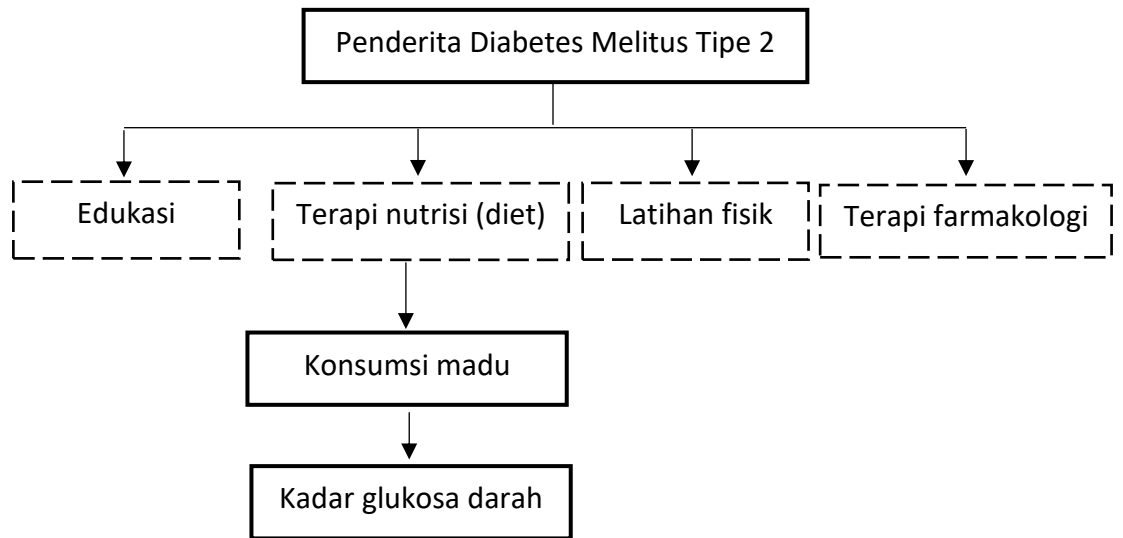 Penderita Diabetes Melitus Tipe 2
Edukasi
Terapi nutrisi (diet)
Latihan fisik
Terapi farmakologi
Konsumsi madu
Kadar glukosa darah